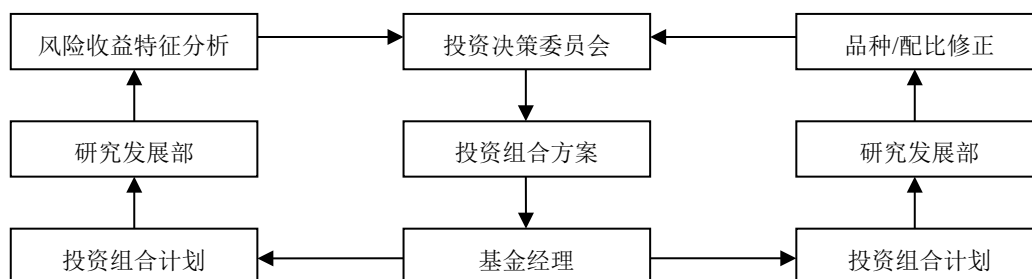 风险收益特征分析
投资决策委员会
品种/配比修正
研究发展部
投资组合方案
研究发展部
投资组合计划
基金经理
投资组合计划